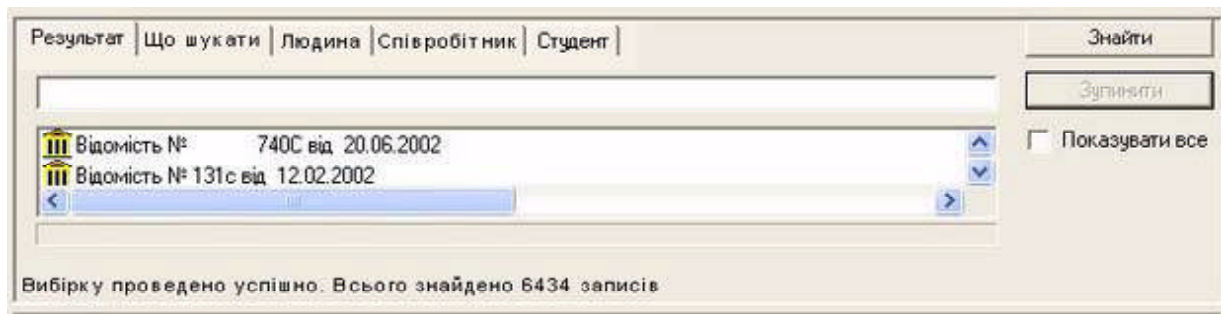 Результат Що шукати Людина Співробітник Студент
Знайти
Зупинити
Показувати все
Відомість № 740С від 20.06.2002
Відомість № 131с від 12.02.2002
Вибірку проведено успішно. Всього знайдено 6434 записів